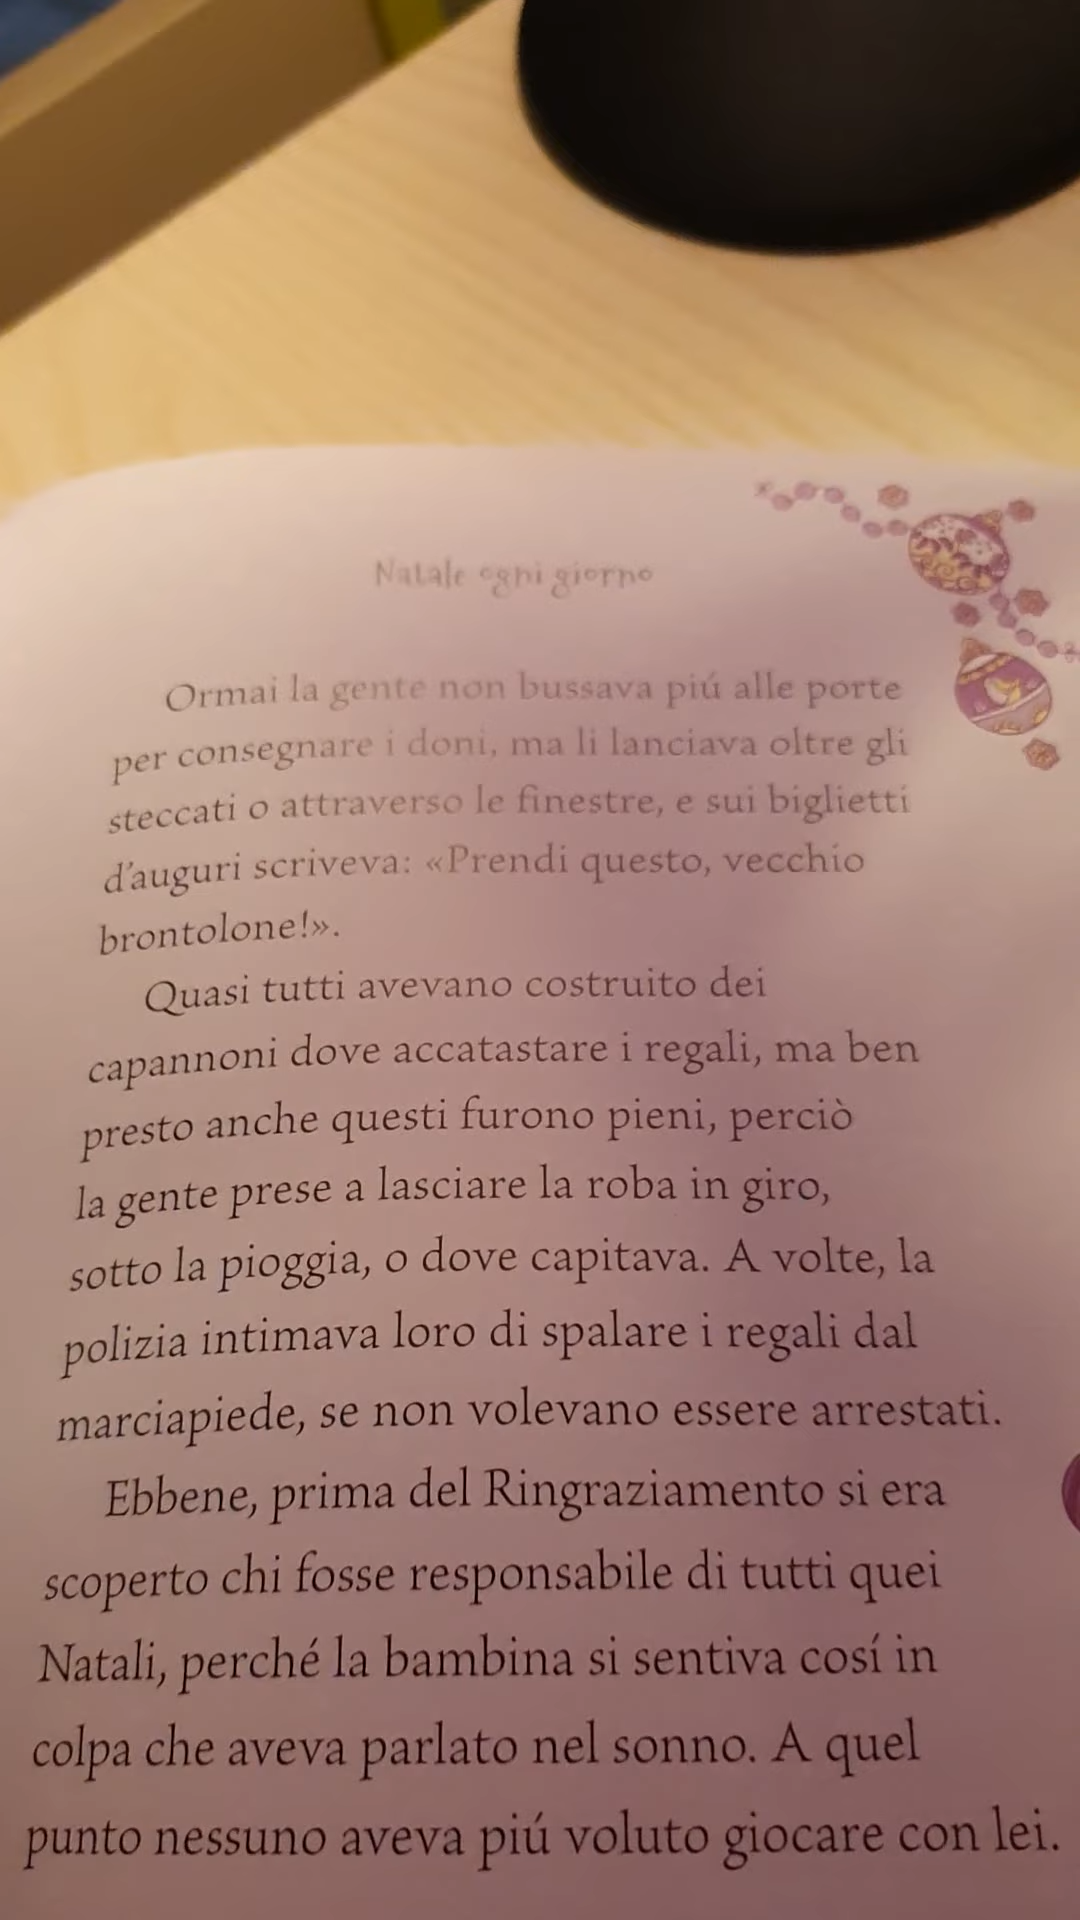 Natale ogni giorno
Ormai la gente non bussava piú alle porte
per consegnare i doni, ma li lanciava oltre gli
steccati o attraverso le finestre, e sui biglietti
d’auguri scriveva: «Prendi questo, vecchio
brontolone!».
Quasi tutti avevano costruito dei
capannoni dove accatastare i regali, ma ben
presto anche questi furono pieni, perciò
la gente prese a lasciare la roba in giro,
sotto la pioggia, o dove capitava. A volte, la
polizia intimava loro di spalare i regali dal
marciapiede, se non volevano essere arrestati.
Ebbene, prima del Ringraziamento si era
scoperto chi fosse responsabile di tutti quei
Natali, perché la bambina si sentiva cosí in
colpa che aveva parlato nel sonno. A quel
punto nessuno aveva piú voluto giocare con lei.